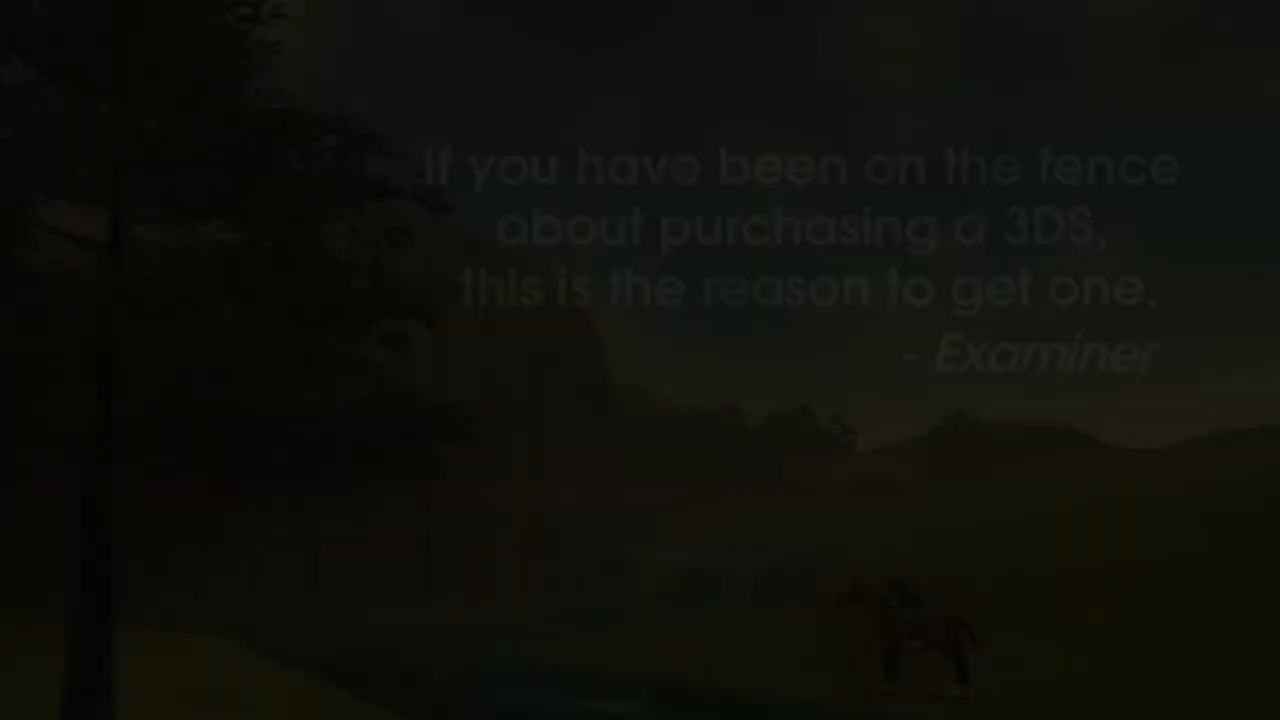 If you have been on the fence
about purchasing a 3DS,
this is the reason to get one.
- Examiner